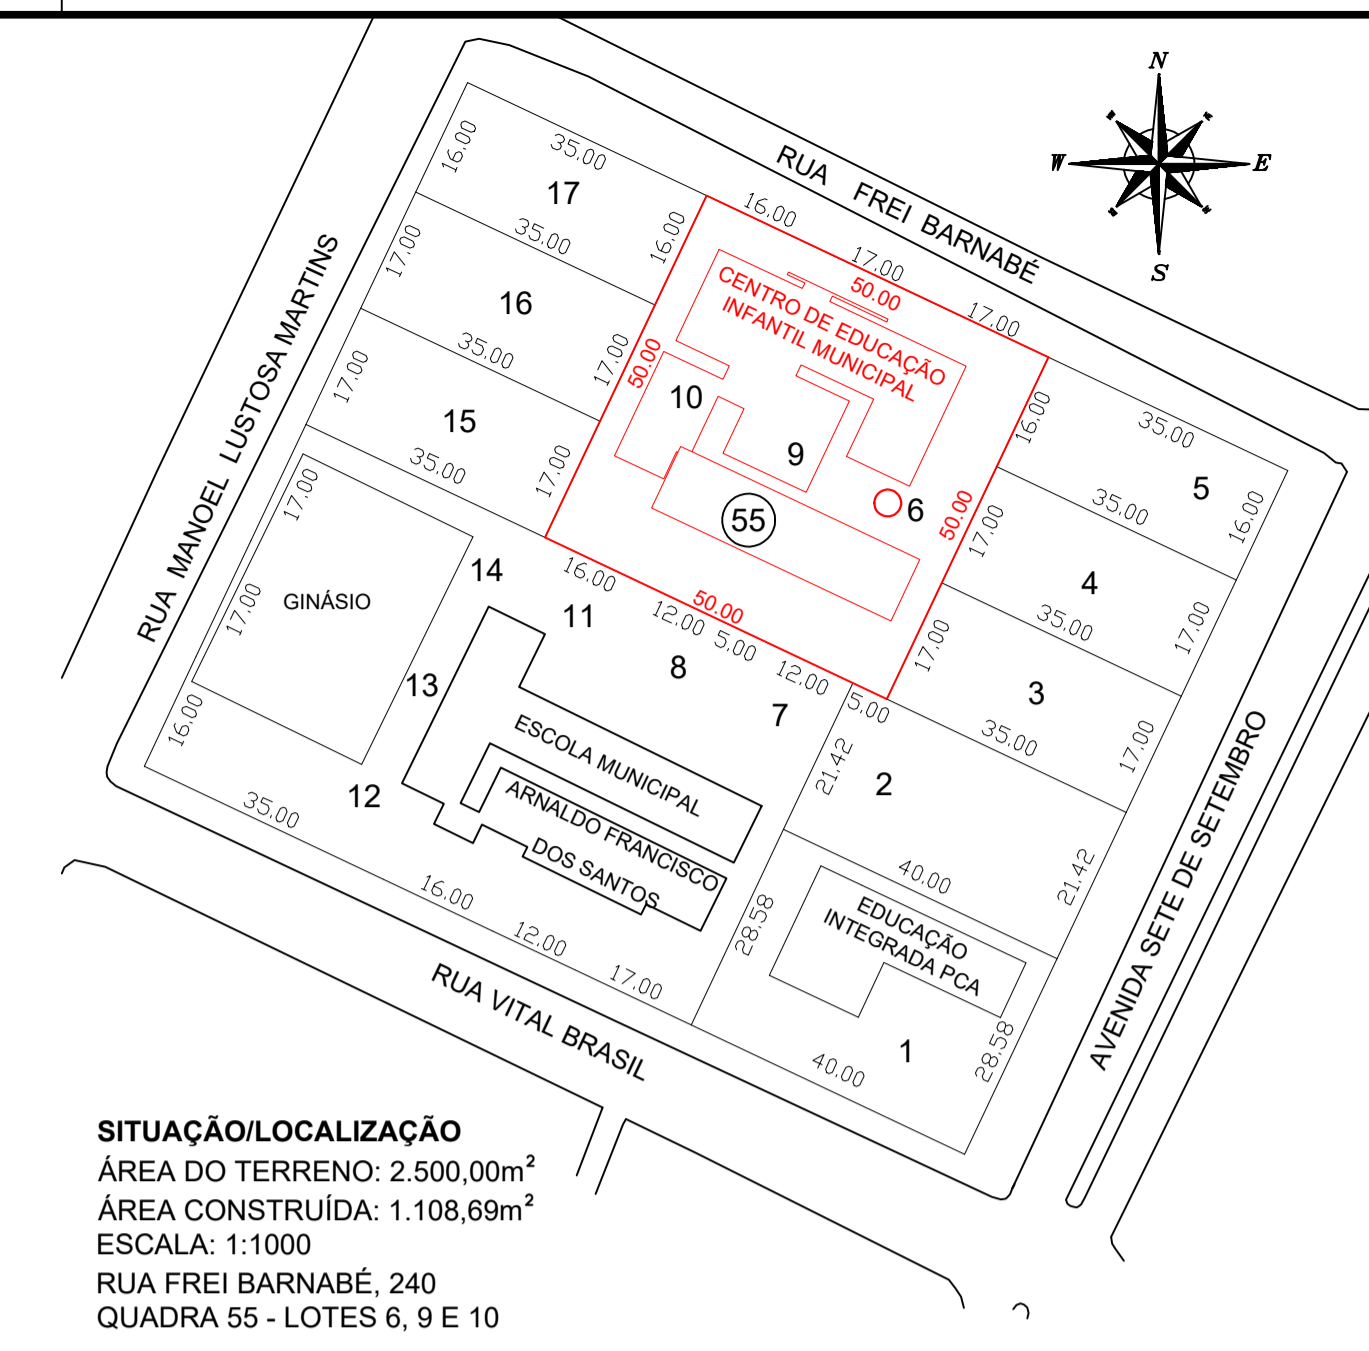 N
W
E
S
RUA FREI BARNABÉ
16.00
35.00
17
16.00
16.00
17.00
50.00
17.00
CENTRO DE EDUCAÇÃO
INFANTIL MUNICIPAL
17.00
35.00
16
17.00
50.00
10
9
6
55
50.00
50.00
RUA MANOEL LUSTOSA MARTINS
17.00
35.00
15
17.00
35.00
16.00
35.00
5
16.00
17.00
35.00
4
17.00
17.00
35.00
3
17.00
35.00
17.00
17.00
GINÁSIO
14
16.00
11
12.00
5.00
8
12.00
7
5.00
13
16.00
12
ESCOLA MUNICIPAL
ARNALDO FRANCISCO
DOS SANTOS
21.42
2
21.42
40.00
28.58
EDUCAÇÃO
INTEGRADA PCA
28.58
1
40.00
35.00
16.00
12.00
17.00
RUA VITAL BRASIL
AVENIDA SETE DE SETEMBRO
SITUAÇÃO/LOCALIZAÇÃO
ÁREA DO TERRENO: 2.500,00m²
ÁREA CONSTRUÍDA: 1.108,69m²
ESCALA: 1:1000
RUA FREI BARNABÉ, 240
QUADRA 55 - LOTES 6, 9 E 10